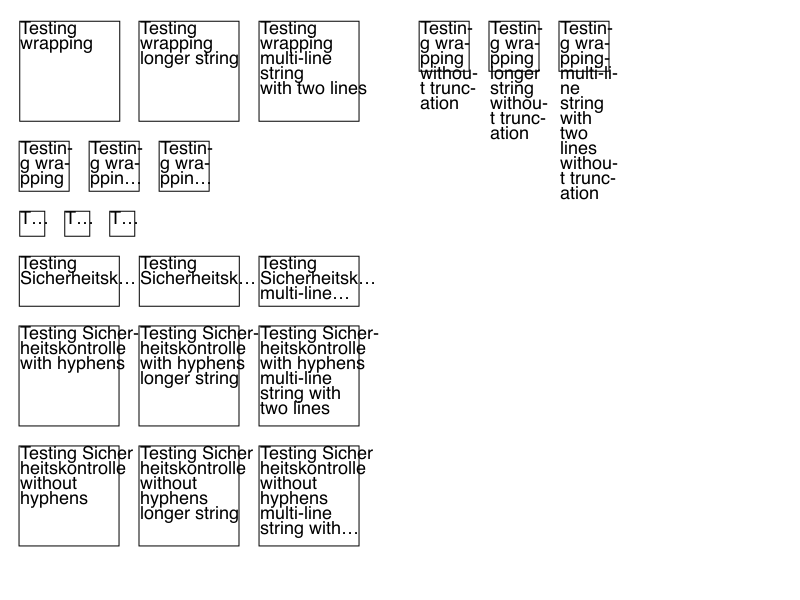 Testing
wrapping
Testing
wrapping
longer string
Testing
wrapping
multi-line
string
with two lines
Testin-
g wra-
pping
withou-
t trunc-
ation
Testin-
g wra-
pping
longer
string
withou-
t trunc-
ation
Testin-
g wra-
pping-
multi-li-
ne
string
with
two
lines
withou-
t trunc-
ation
Testin-
g wra-
pping
Testin-
g wra-
ppin…
Testin-
g wra-
ppin…
T…
T…
T…
Testing
Sicherheitsk…
Testing
Sicherheitsk…
Testing
Sicherheitsk…
multi-line…
Testing Sicher-
heitskontrolle
with hyphens
Testing Sicher-
heitskontrolle
with hyphens
longer string
Testing Sicher-
heitskontrolle
with hyphens
multi-line
string with
two lines
Testing Sicher
heitskontrolle
without
hyphens
Testing Sicher
heitskontrolle
without
hyphens
longer string
Testing Sicher
heitskontrolle
without
hyphens
multi-line
string with…